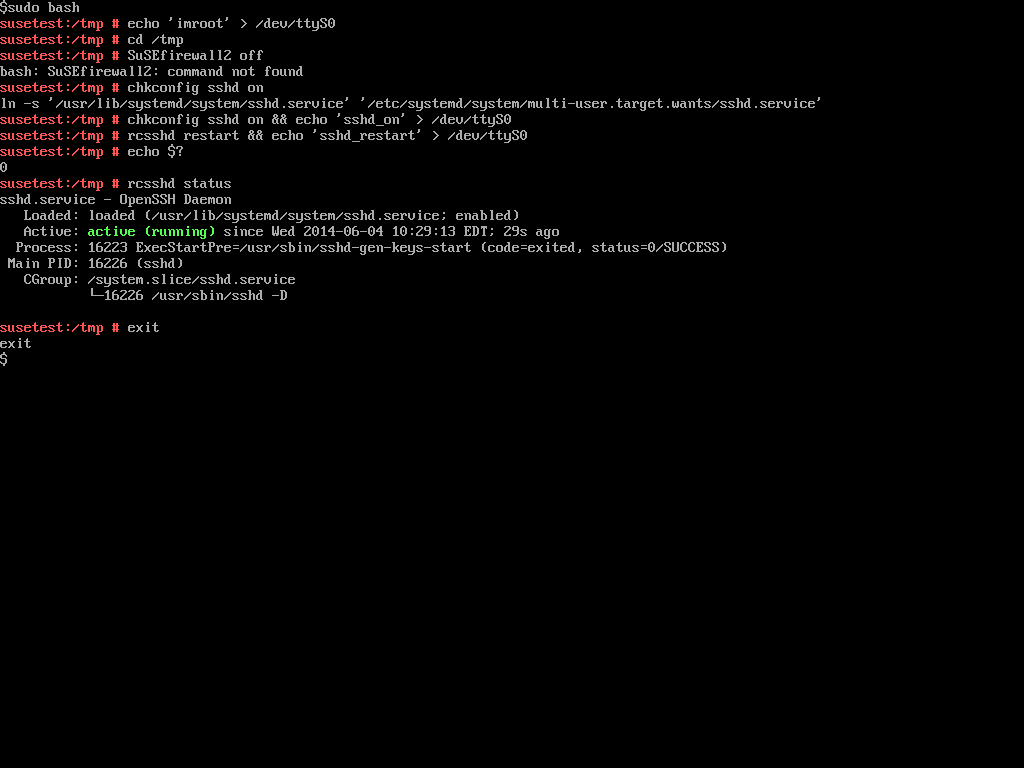 $sudo bash
susetest:/tmp # echo 'imroot' > /dev/ttyS0
susetest:/tmp # cd /tmp
susetest:/tmp # SuSEfirewall2 off
bash: SuSEfirewall2: command not found
susetest:/tmp # chkconfig sshd on
ln -s '/usr/lib/systemd/system/sshd.service' '/etc/systemd/system/multi-user.target.wants/sshd.service'
susetest:/tmp # chkconfig sshd on && echo 'sshd_on' > /dev/ttyS0
susetest:/tmp # rcsshd restart && echo 'sshd_restart' > /dev/ttyS0
susetest:/tmp # echo $?
0
susetest:/tmp # rcsshd status
sshd.service - OpenSSH Daemon
   Loaded: loaded (/usr/lib/systemd/system/sshd.service; enabled)
   Active: active (running) since Wed 2014-06-04 10:29:13 EDT; 29s ago
  Process: 16223 ExecStartPre=/usr/sbin/sshd-gen-keys-start (code=exited, status=0/SUCCESS)
 Main PID: 16226 (sshd)
   CGroup: /system.slice/sshd.service
           └─16226 /usr/sbin/sshd -D

susetest:/tmp # exit
exit
$